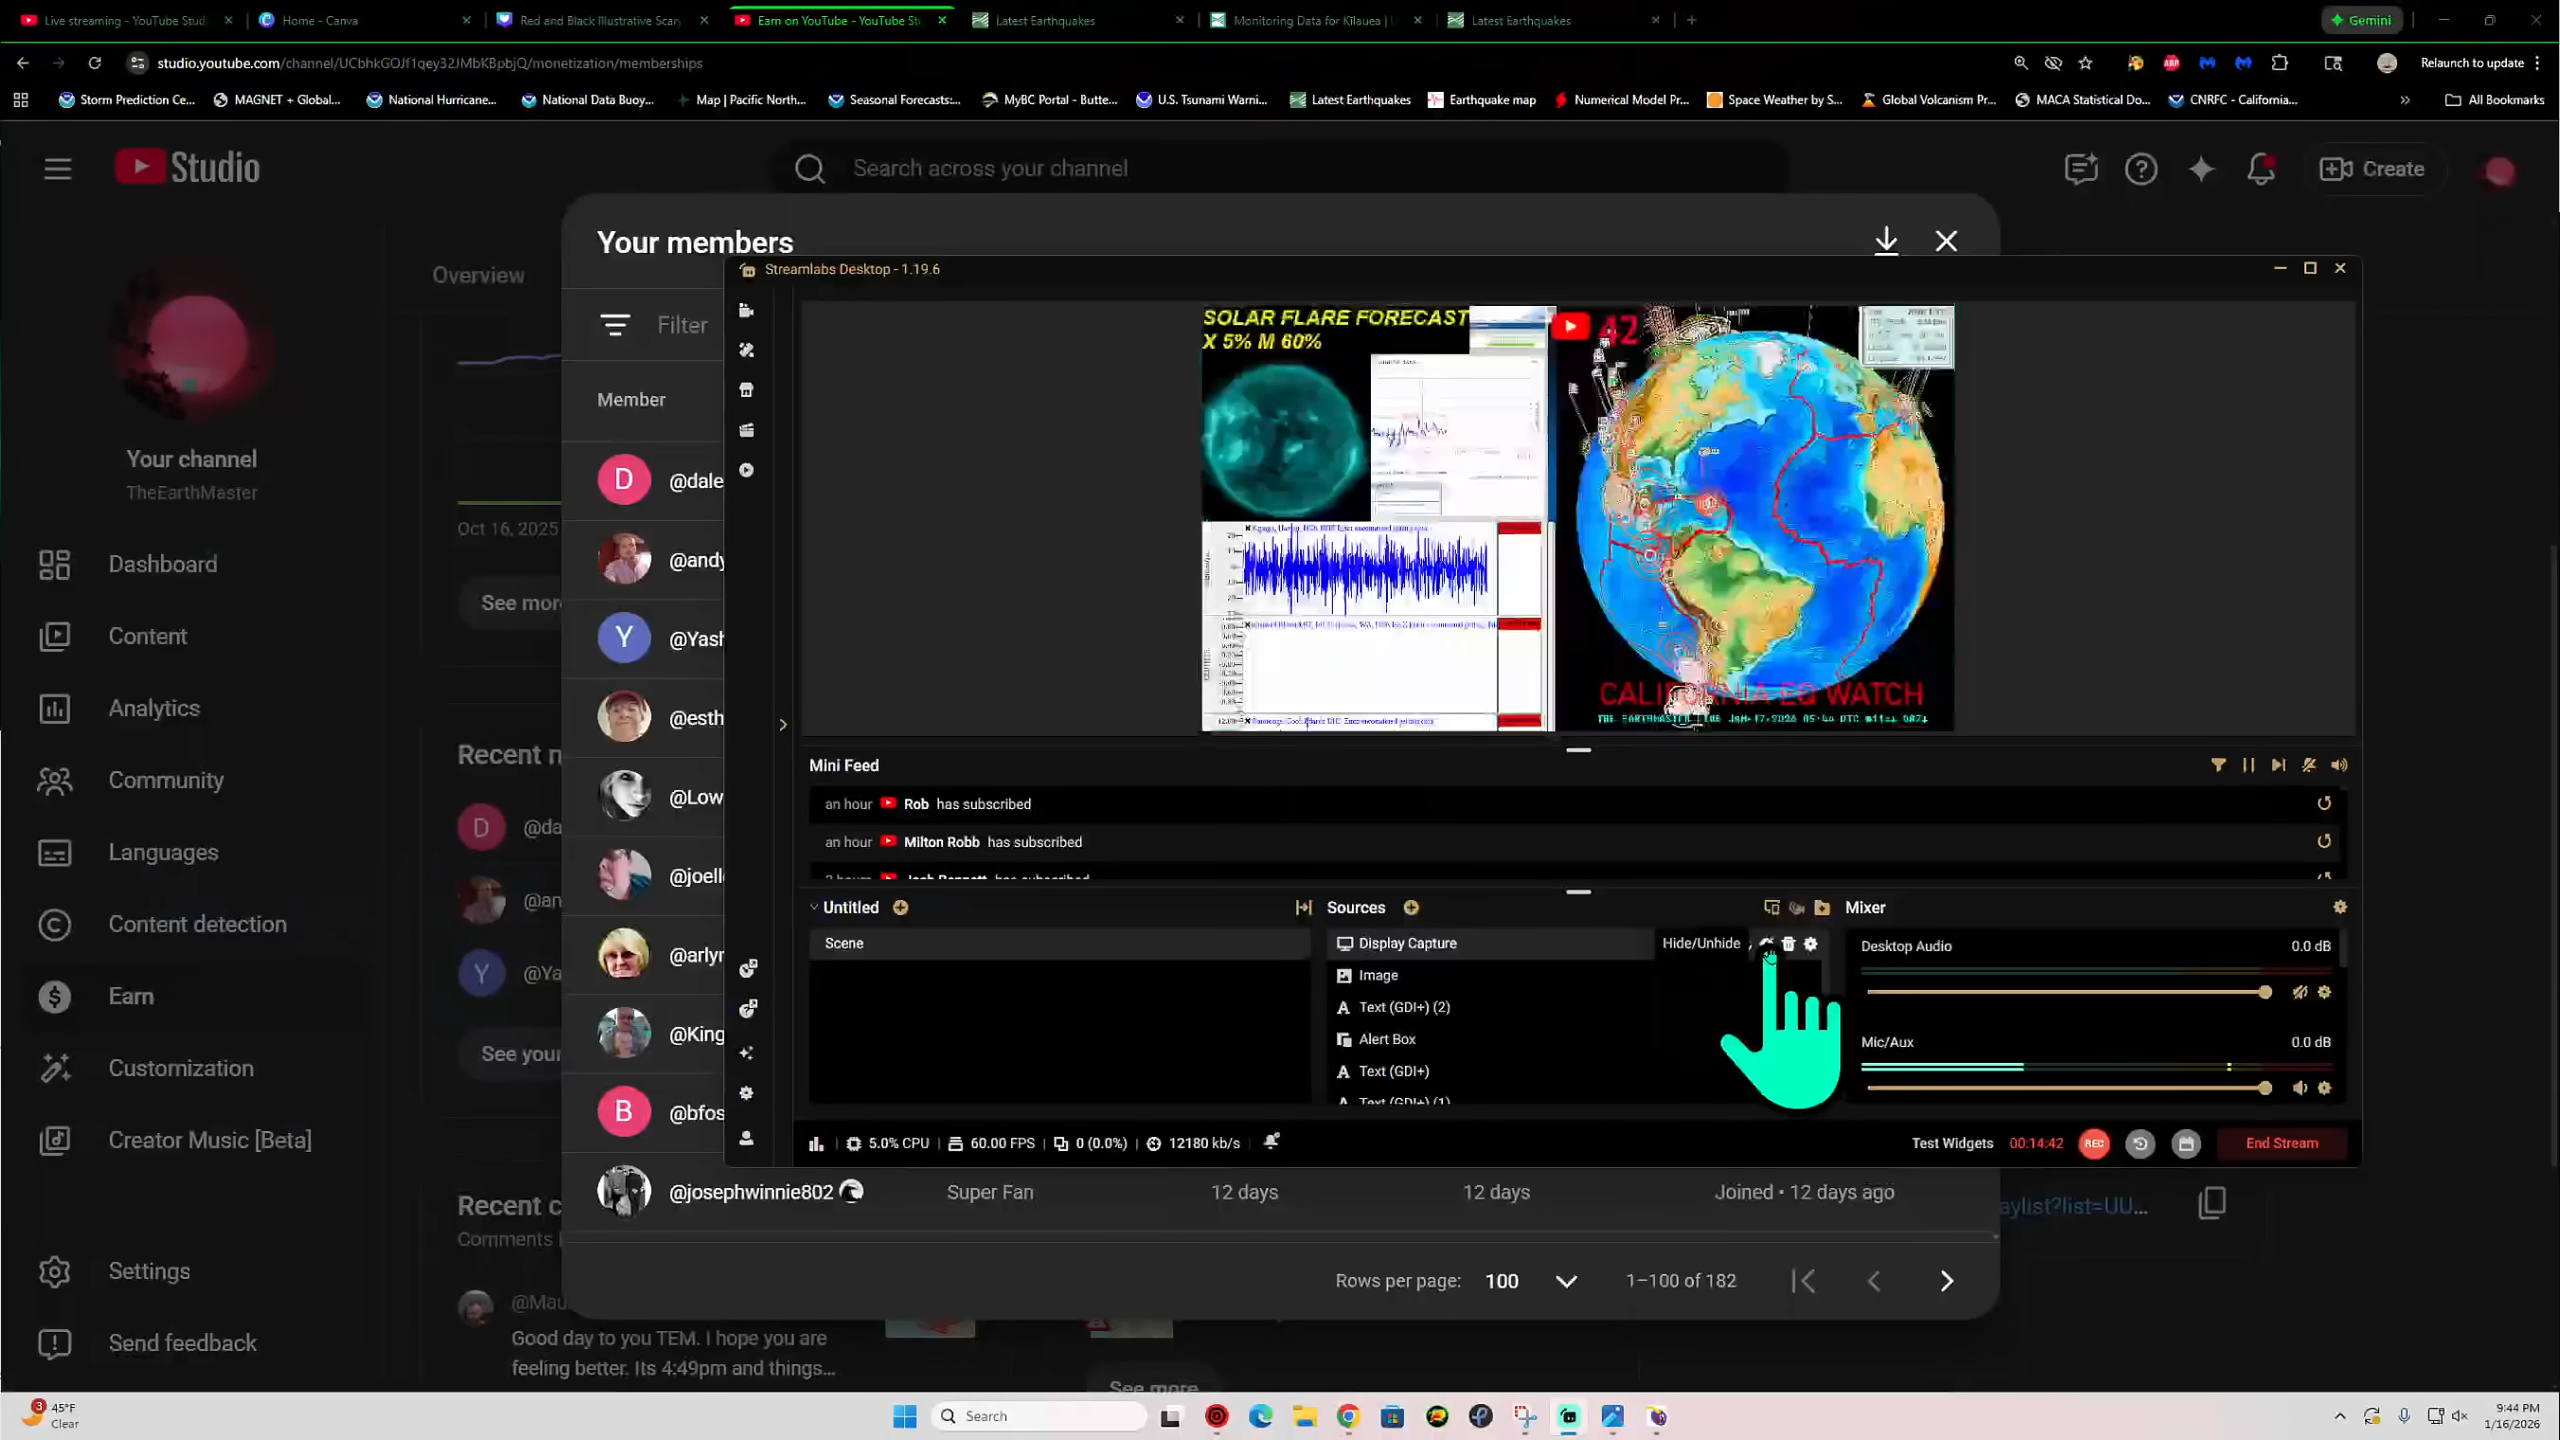 Live streaming - YouTube Stud
Home - Canva
Red and Black Illustrative Scary
Earn on YouTube - YouTube St
Latest Earthquakes
Monitoring Data for Kilauea | U
Latest Earthquakes
Gemini
studio.youtube.com/channel/UCbhkGOJf1qey32JMbKBpbjQ/monetization/memberships
Relaunch to update
Storm Prediction Ce...
MAGNET + Global...
National Hurricane...
National Data Buoy...
Map | Pacific North...
Seasonal Forecasts:...
MyBC Portal - Butte...
U.S. Tsunami Warni...
Latest Earthquakes
Earthquake map
Numerical Model Pr...
Space Weather by S...
Global Volcanism Pr...
MACA Statistical Do...
CNRFC - California...
All Bookmarks
Studio
Search across your channel
Create
Your channel
TheEarthMaster
Dashboard
Content
Analytics
Community
Languages
Content detection
Earn
Customization
Creator Music [Beta]
Settings
Send feedback
Overview
Oct 16, 2025
See mor
Recent m
@da
@an
@Ya
See your
Recent c
Comments
@Mau
Good day to you TEM. I hope you are
feeling better. Its 4:49pm and things...
See more
Your members
Filter
Member
D @dale
@andy
Y @Yash
@esth
@Low
@joell
@arlyn
@King
B @bfos
@josephwinnie802 Super Fan 12 days 12 days Joined • 12 days ago
aylist?list=UU...
Rows per page: 100 1–100 of 182
Streamlabs Desktop - 1.19.6
SOLAR FLARE FORECAST
X 5% M 60%
42
CALIFORNIA EQ WATCH
Mini Feed
an hour Rob has subscribed
an hour Milton Robb has subscribed
Untitled
Scene
Sources
Display Capture
Hide/Unhide
Image
Text (GDI+) (2)
Alert Box
Text (GDI+)
Text (GDI+) (1)
Mixer
Desktop Audio 0.0 dB
Mic/Aux 0.0 dB
5.0% CPU
60.00 FPS
0 (0.0%)
12180 kb/s
Test Widgets
00:14:42
REC
End Stream
3
45°F
Clear
Search
9:44 PM
1/16/2026